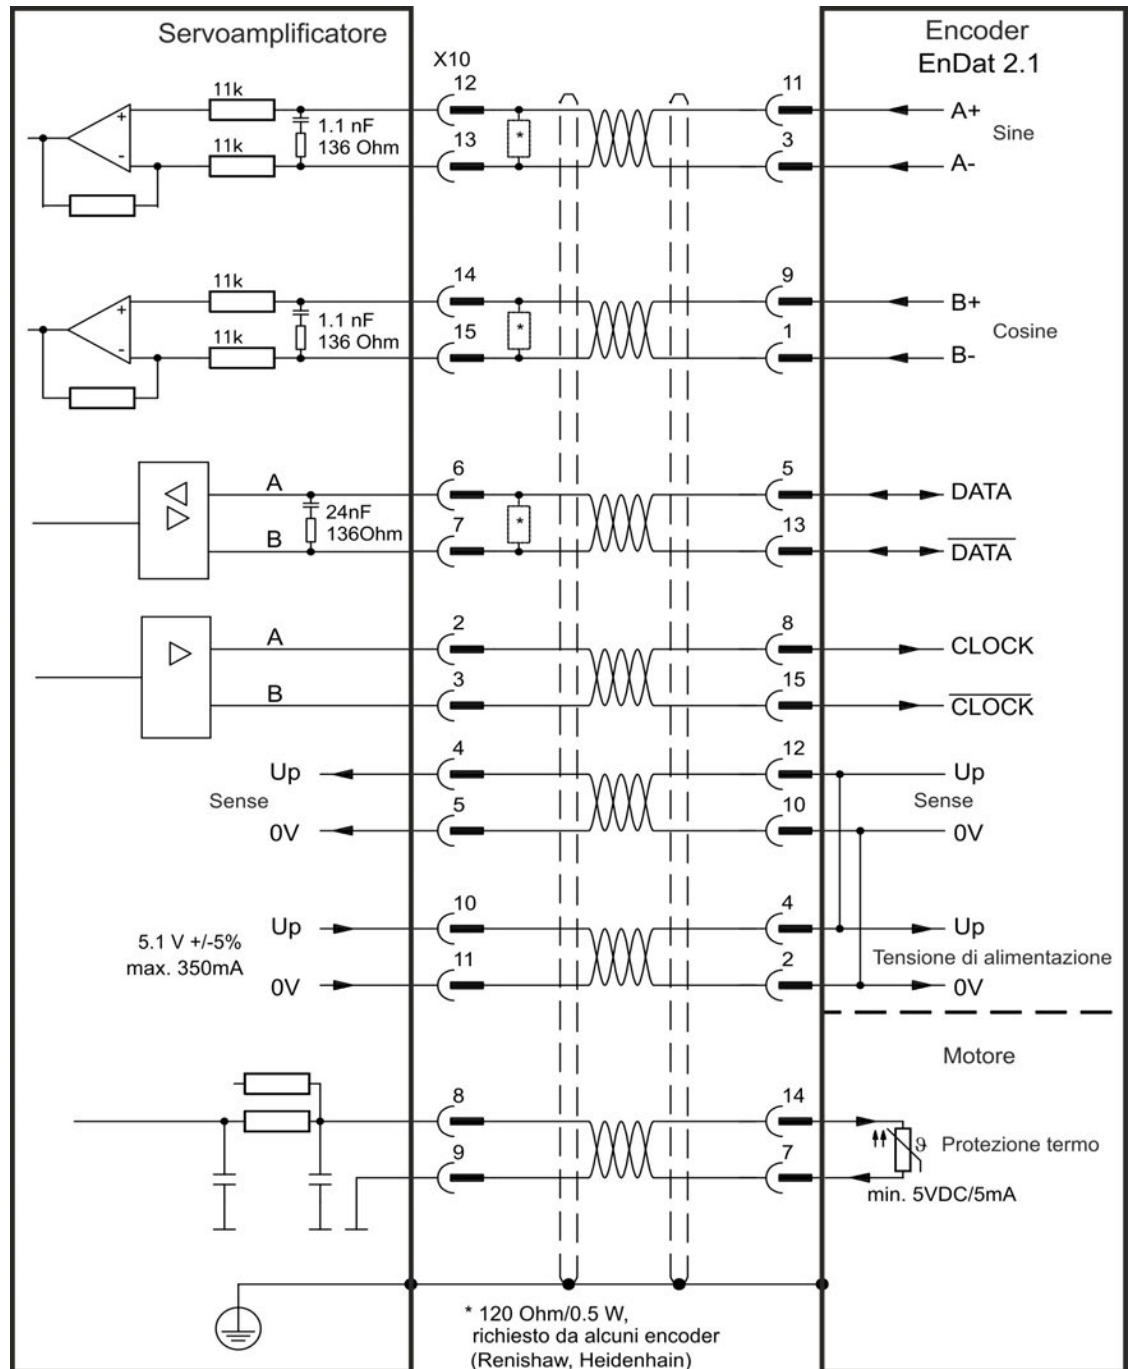 Servoamplificatore
Encoder
EnDat 2.1
X10
11k
12
11
A+
+
1.1 nF
136 Ohm
*
Sine
11k
13
3
A-
-
11k
14
9
B+
+
1.1 nF
136 Ohm
*
Cosine
11k
15
1
B-
-
A
6
5
DATA
24nF
136Ohm
*
B
7
13
DATA
A
2
8
CLOCK
B
3
15
CLOCK
Up
4
12
Up
Sense
Sense
0V
5
10
0V
Up
10
4
Up
5.1 V +/-5%
max. 350mA
Tensione di alimentazione
0V
11
2
0V
Motore
8
14
ϑ Protezione termo
9
7
min. 5VDC/5mA
* 120 Ohm/0.5 W,
richiesto da alcuni encoder
(Renishaw, Heidenhain)